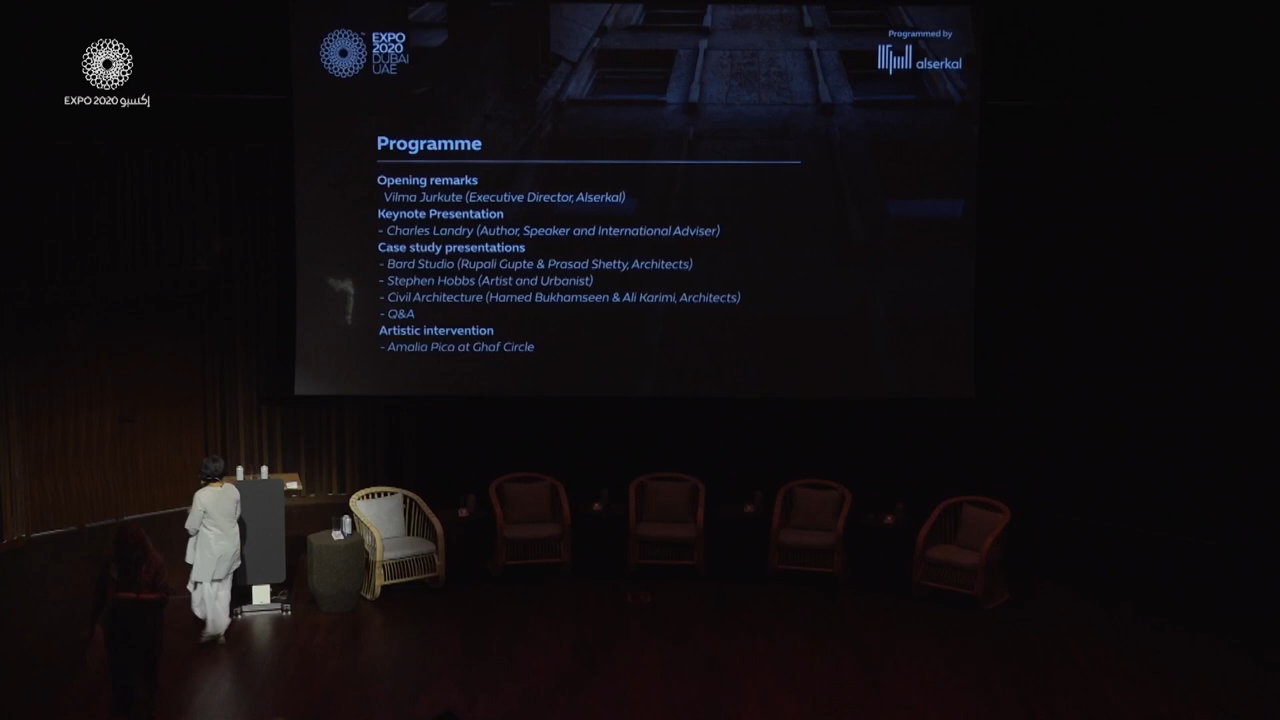 EXPO 2020 إكسبو
EXPO
2020
DUBAI
UAE
Programmed by
alserkal
Programme
Opening remarks
Vilma Jurkute (Executive Director, Alserkal)
Keynote Presentation
- Charles Landry (Author, Speaker and International Adviser)
Case study presentations
- Bard Studio (Rupali Gupte & Prasad Shetty, Architects)
- Stephen Hobbs (Artist and Urbanist)
- Civil Architecture (Hamed Bukhamseen & Ali Karimi, Architects)
- Q&A
Artistic intervention
- Amalia Pica at Ghaf Circle